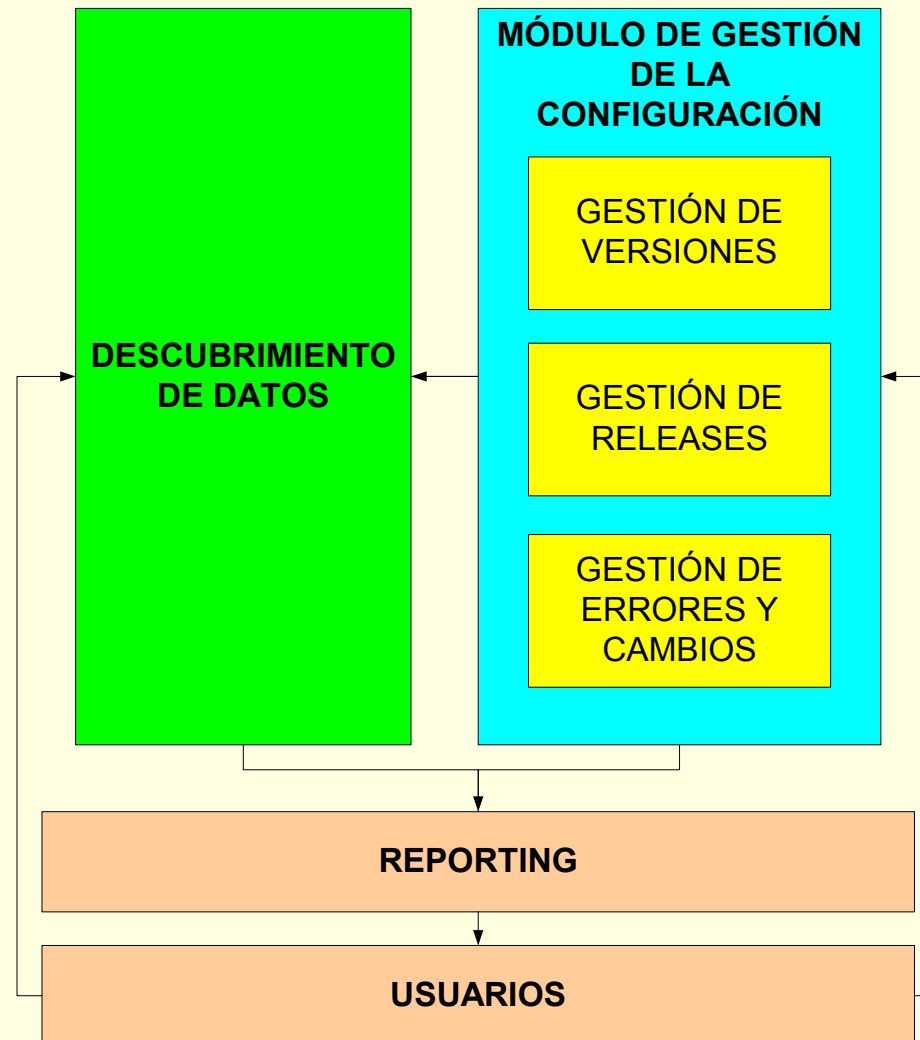 DESCUBRIMIENTO
DE DATOS
MÓDULO DE GESTIÓN
DE LA
CONFIGURACIÓN
GESTIÓN DE
VERSIONES
GESTIÓN DE
RELEASES
GESTIÓN DE
ERRORES Y
CAMBIOS
REPORTING
USUARIOS